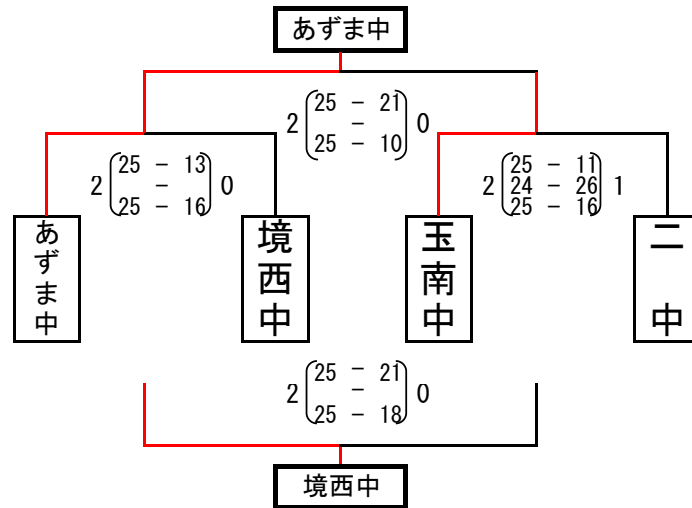 あずま中
2 25 － 21 0
－
25 － 10
2 25 － 13 0
－
25 － 16
2 25 － 11 1
24 － 26
25 － 16
あずま中
境西中
玉南中
二中
2 25 － 21 0
－
25 － 18
境西中